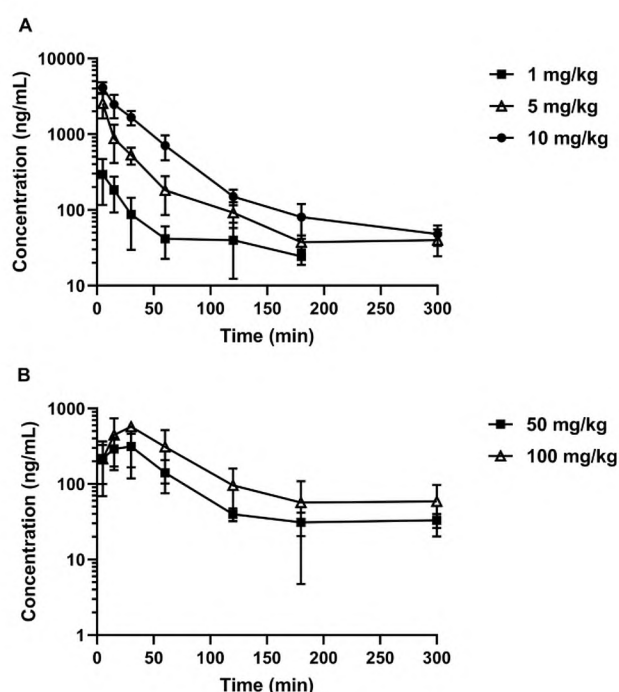 A
10000
1000
100
10
Concentration (ng/mL)
0 50 100 150 200 250 300
Time (min)
1 mg/kg
5 mg/kg
10 mg/kg
B
1000
100
10
1
Concentration (ng/mL)
0 50 100 150 200 250 300
Time (min)
50 mg/kg
100 mg/kg